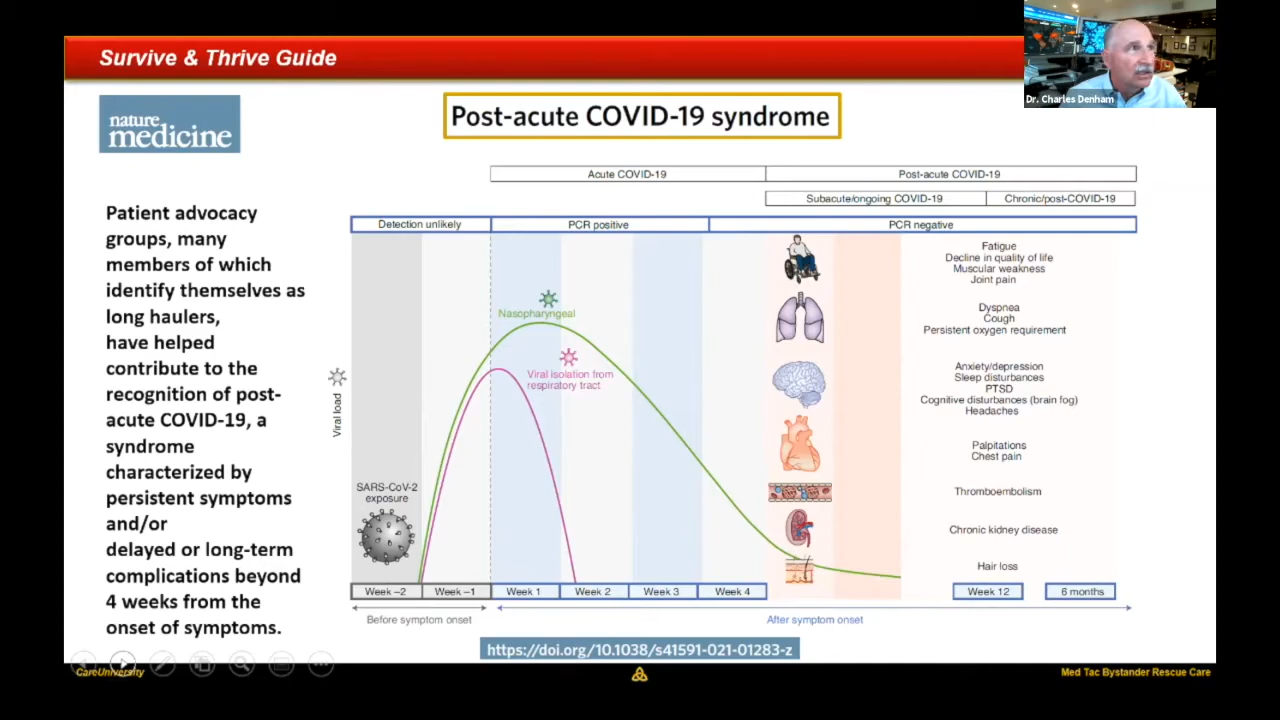 Survive & Thrive Guide
Dr. Charles Denham
nature
medicine
Post-acute COVID-19 syndrome
Patient advocacy
groups, many
members of which
identify themselves as
long haulers,
have helped
contribute to the
recognition of post-
acute COVID-19, a
syndrome
characterized by
persistent symptoms
and/or
delayed or long-term
complications beyond
4 weeks from the
onset of symptoms.
Acute COVID-19
Post-acute COVID-19
Subacute/ongoing COVID-19
Chronic/post-COVID-19
Detection unlikely
PCR positive
PCR negative
Viral load
SARS-CoV-2
exposure
Nasopharyngeal
Viral isolation from
respiratory tract
Fatigue
Decline in quality of life
Muscular weakness
Joint pain
Dyspnea
Cough
Persistent oxygen requirement
Anxiety/depression
Sleep disturbances
PTSD
Cognitive disturbances (brain fog)
Headaches
Palpitations
Chest pain
Thromboembolism
Chronic kidney disease
Hair loss
Week –2
Week –1
Week 1
Week 2
Week 3
Week 4
Week 12
6 months
Before symptom onset
After symptom onset
https://doi.org/10.1038/s41591-021-01283-z
CareUniversity
Med Tac Bystander Rescue Care